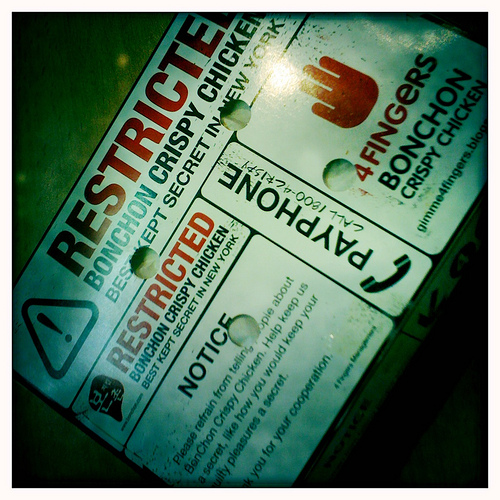 RESTRICTED
BONCHON CRISPY CHICKEN
BEST KEPT SECRET IN NEW YORK
4FINGERS
BONCHON
CRISPY CHICKEN
gimme4fingers.blog
PAYPHONE
CALL 1800-4CRISPY
RESTRICTED
BONCHON CRISPY CHICKEN
BEST KEPT SECRET IN NEW YORK
NOTICE
Please refrain from telling people about
BonChon Crispy Chicken. Help keep us
a secret, like how you would keep your
guilty pleasures a secret.
k you for your cooperation.
4 Fingers Management